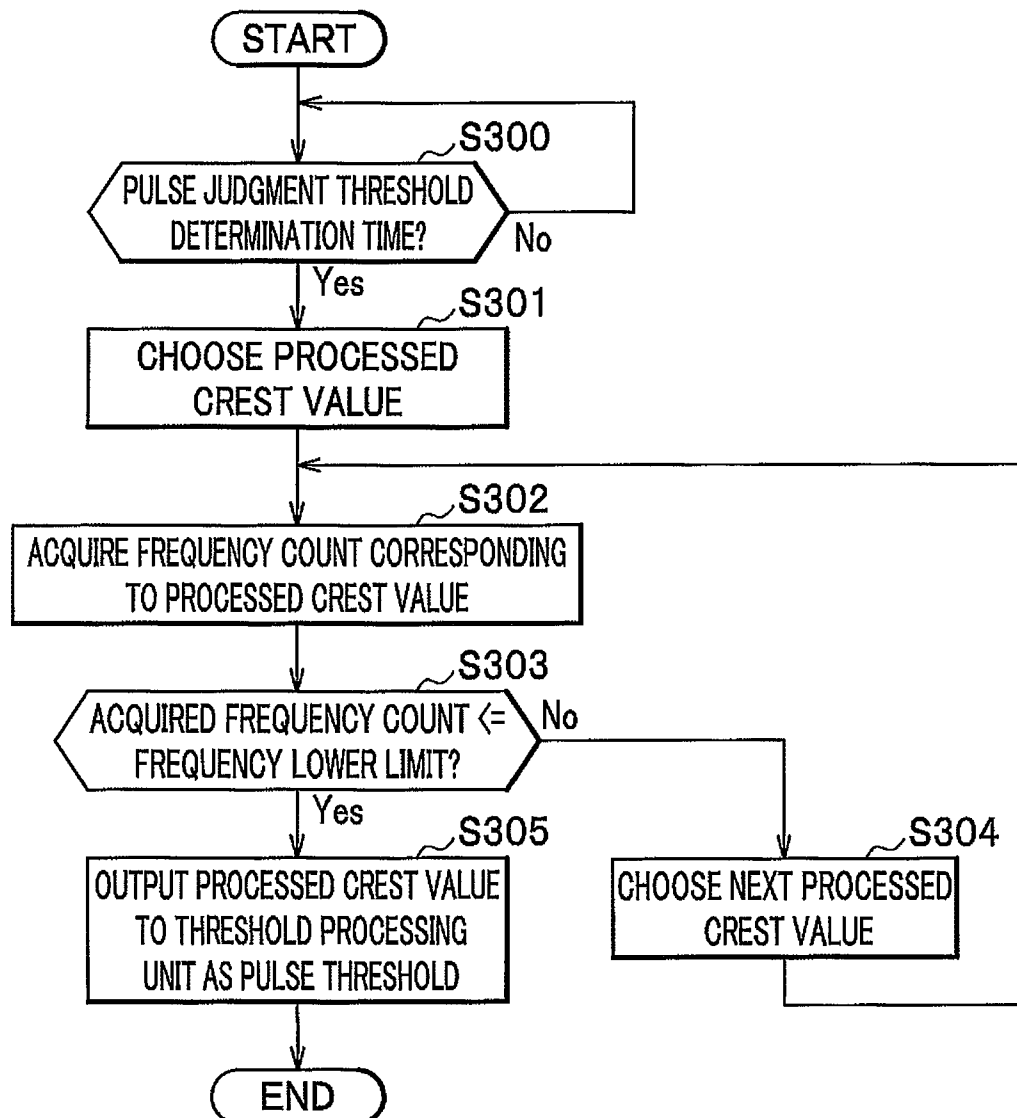 START
S300
PULSE JUDGMENT THRESHOLD
DETERMINATION TIME?
No
Yes
S301
CHOOSE PROCESSED
CREST VALUE
S302
ACQUIRE FREQUENCY COUNT CORRESPONDING
TO PROCESSED CREST VALUE
S303
ACQUIRED FREQUENCY COUNT <=
FREQUENCY LOWER LIMIT?
No
Yes
S305
OUTPUT PROCESSED CREST VALUE
TO THRESHOLD PROCESSING
UNIT AS PULSE THRESHOLD
S304
CHOOSE NEXT PROCESSED
CREST VALUE
END